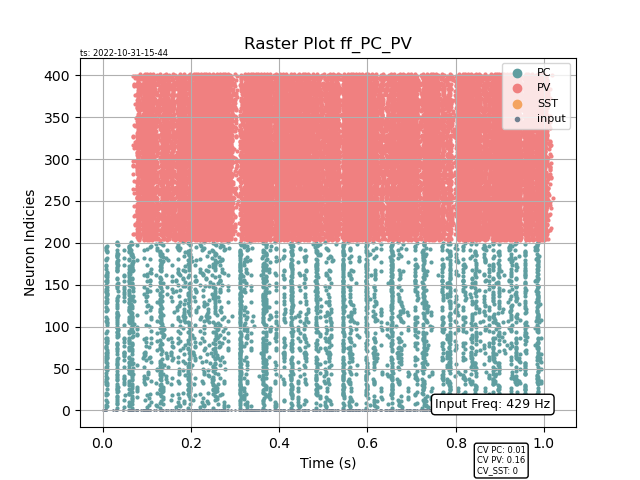 Raster Plot ff_PC_PV
ts: 2022-10-31-15-44
PC
PV
SST
input
400
350
300
250
200
150
100
50
0
Neuron Indicies
Input Freq: 429 Hz
0.0 0.2 0.4 0.6 0.8 1.0
Time (s)
CV PC: 0.01
CV PV: 0.16
CV_SST: 0